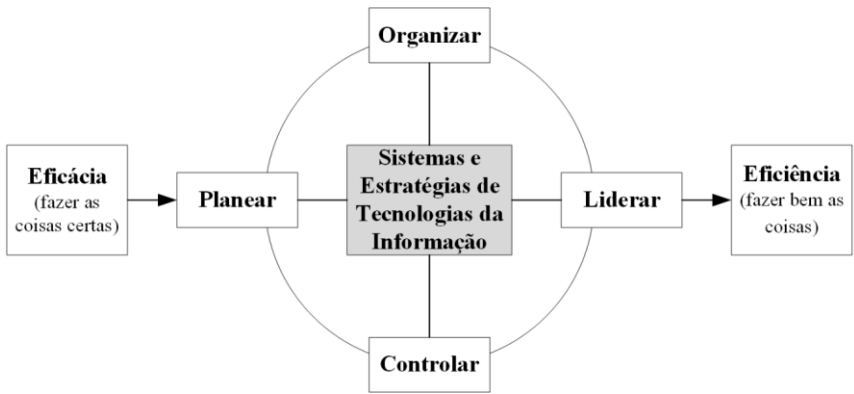 Organizar
Eficácia
(fazer as
coisas certas)
Planear
Sistemas e
Estratégias de
Tecnologias da
Informação
Liderar
Eficiência
(fazer bem as
coisas)
Controlar